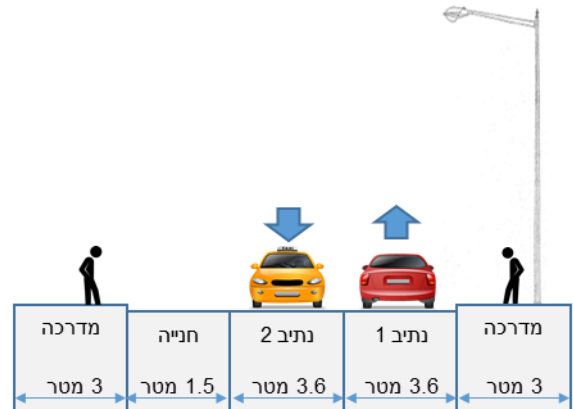 מדרכה
נתיב 1
נתיב 2
חנייה
מדרכה
3 מטר
3.6 מטר
3.6 מטר
1.5 מטר
3 מטר